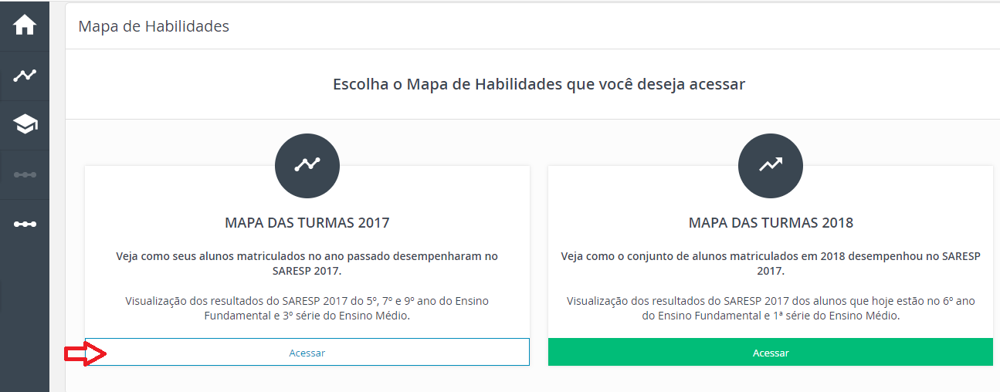 Mapa de Habilidades
Escolha o Mapa de Habilidades que você deseja acessar
MAPA DAS TURMAS 2017
Veja como seus alunos matriculados no ano passado desempenharam no
SARESP 2017.
Visualização dos resultados do SARESP 2017 do 5º, 7º e 9º ano do Ensino
Fundamental e 3º série do Ensino Médio.
Acessar
MAPA DAS TURMAS 2018
Veja como o conjunto de alunos matriculados em 2018 desempenhou no SARESP
2017.
Visualização dos resultados do SARESP 2017 dos alunos que hoje estão no 6º ano
do Ensino Fundamental e 1ª série do Ensino Médio.
Acessar